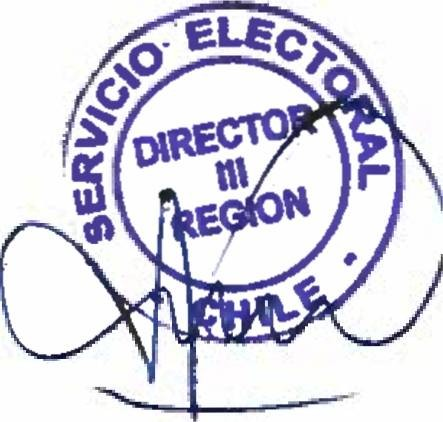 SERVICIO ELECTORAL
DIRECTOR
III
REGION
CHILE